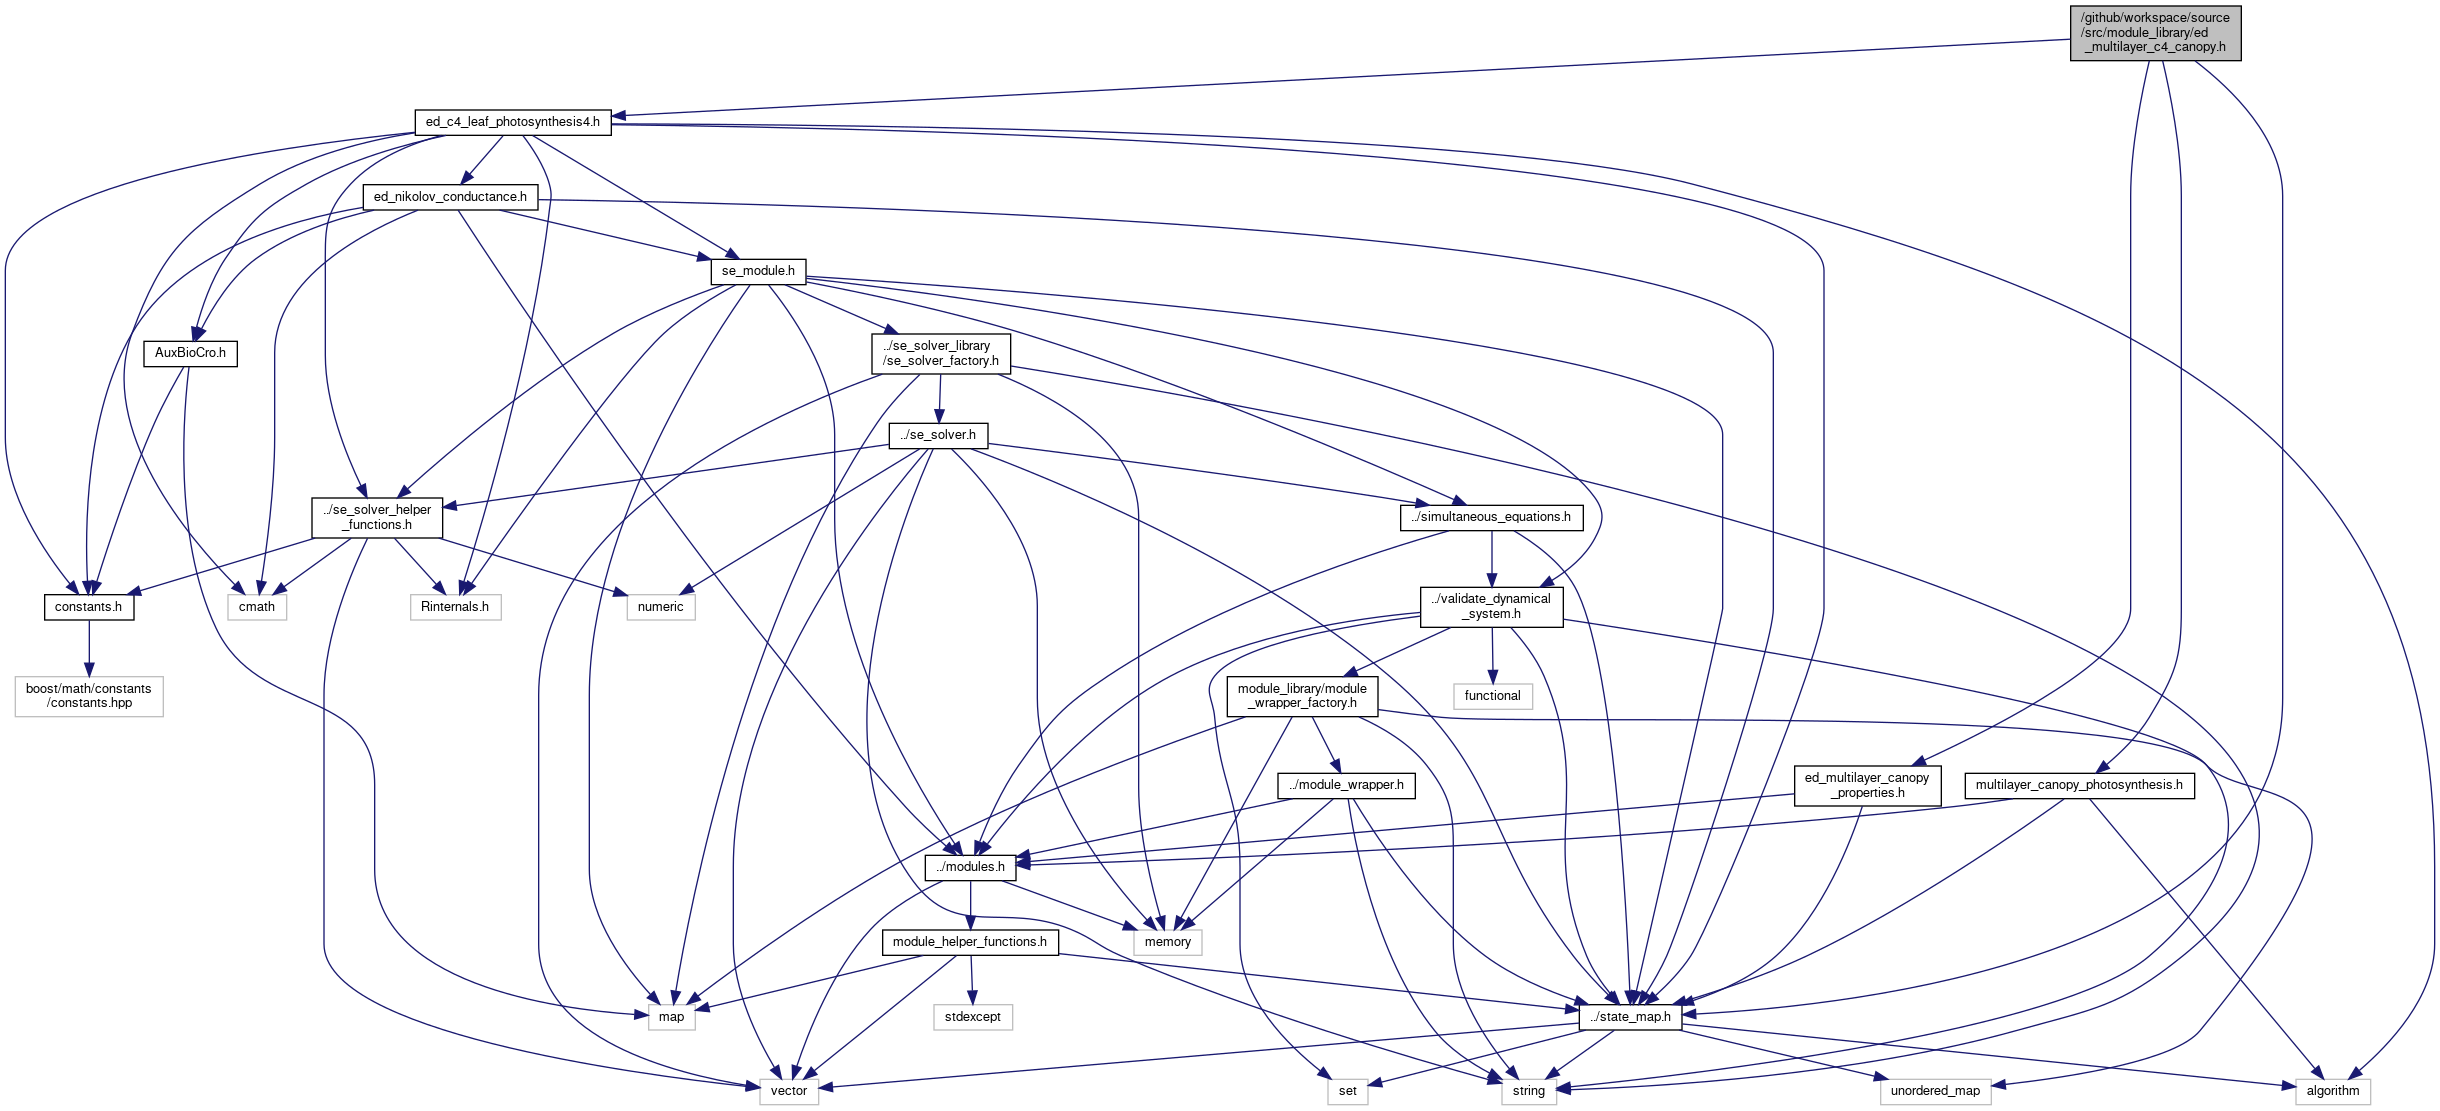 /github/workspace/source
/src/module_library/ed
_multilayer_c4_canopy.h
ed_c4_leaf_photosynthesis4.h
ed_nikolov_conductance.h
se_module.h
AuxBioCro.h
../se_solver_library
/se_solver_factory.h
../se_solver.h
../se_solver_helper
_functions.h
../simultaneous_equations.h
constants.h
cmath
Rinternals.h
numeric
../validate_dynamical
_system.h
boost/math/constants
/constants.hpp
module_library/module
_wrapper_factory.h
functional
../module_wrapper.h
ed_multilayer_canopy
_properties.h
multilayer_canopy_photosynthesis.h
../modules.h
module_helper_functions.h
memory
map
stdexcept
../state_map.h
vector
set
string
unordered_map
algorithm